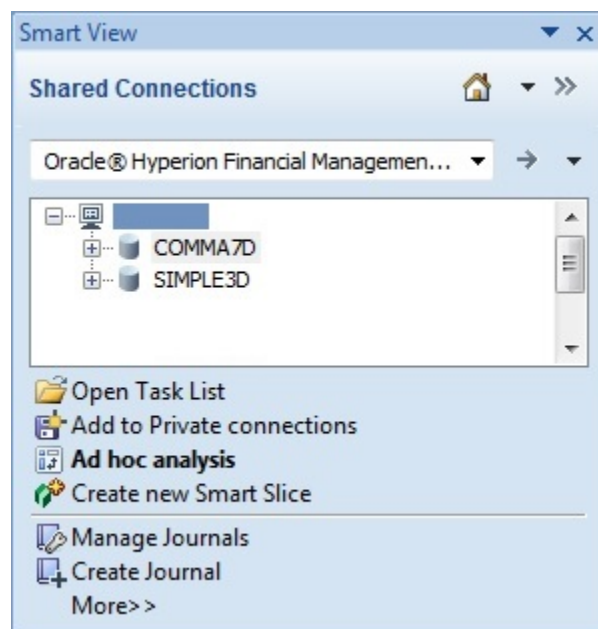 Smart View
Shared Connections
Oracle® Hyperion Financial Managemen...
COMMA7D
SIMPLE3D
Open Task List
Add to Private connections
Ad hoc analysis
Create new Smart Slice
Manage Journals
Create Journal
More>>